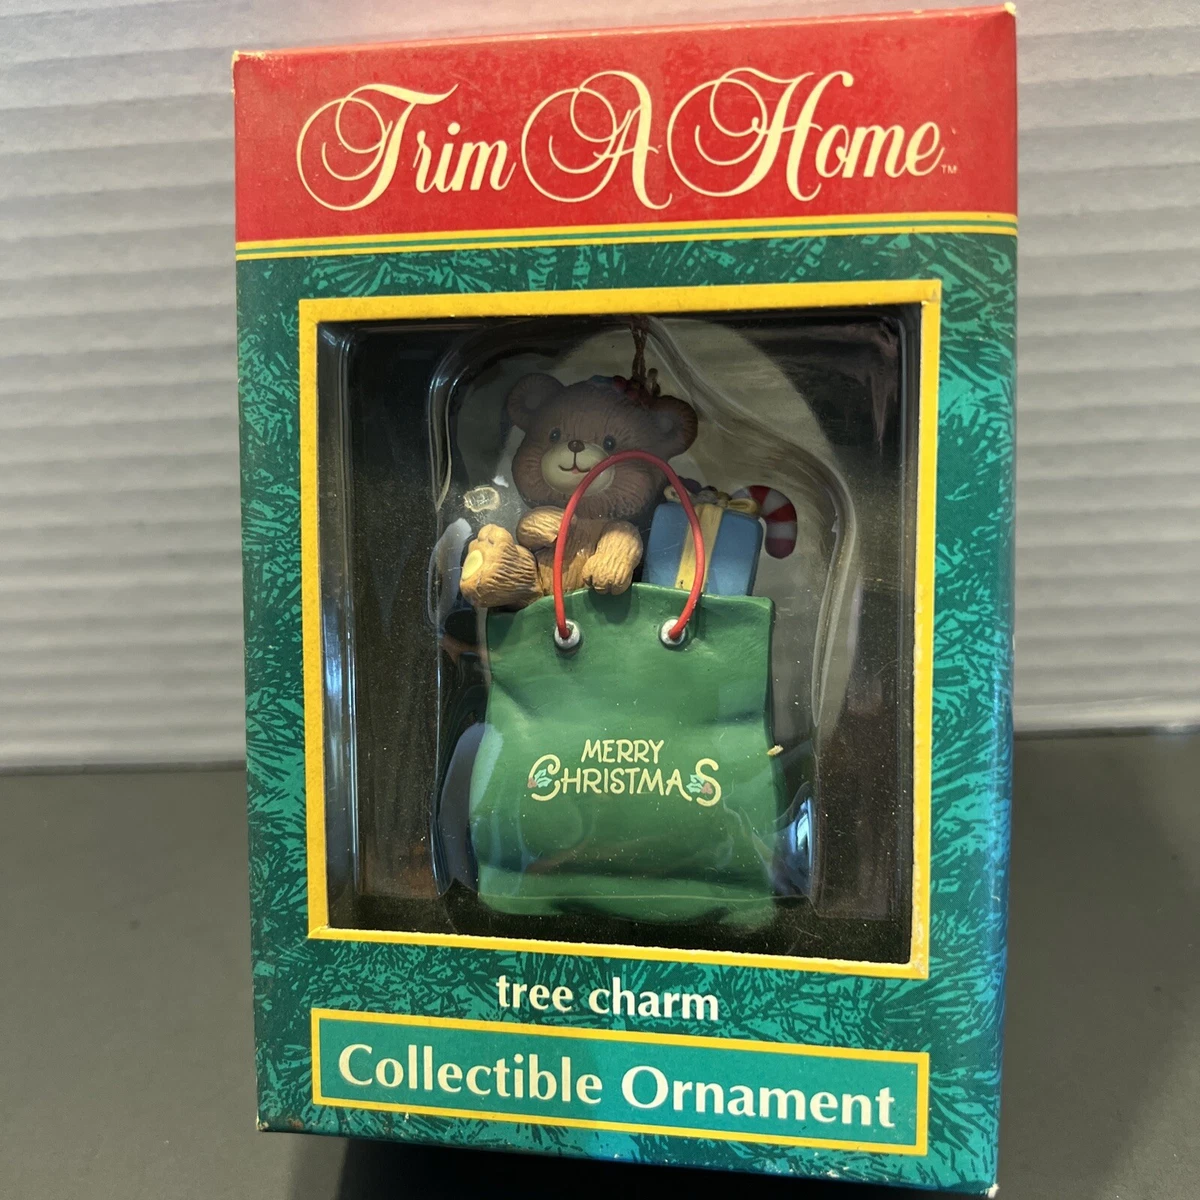 Trim A Home™
MERRY
CHRISTMAS
tree charm
Collectible Ornament